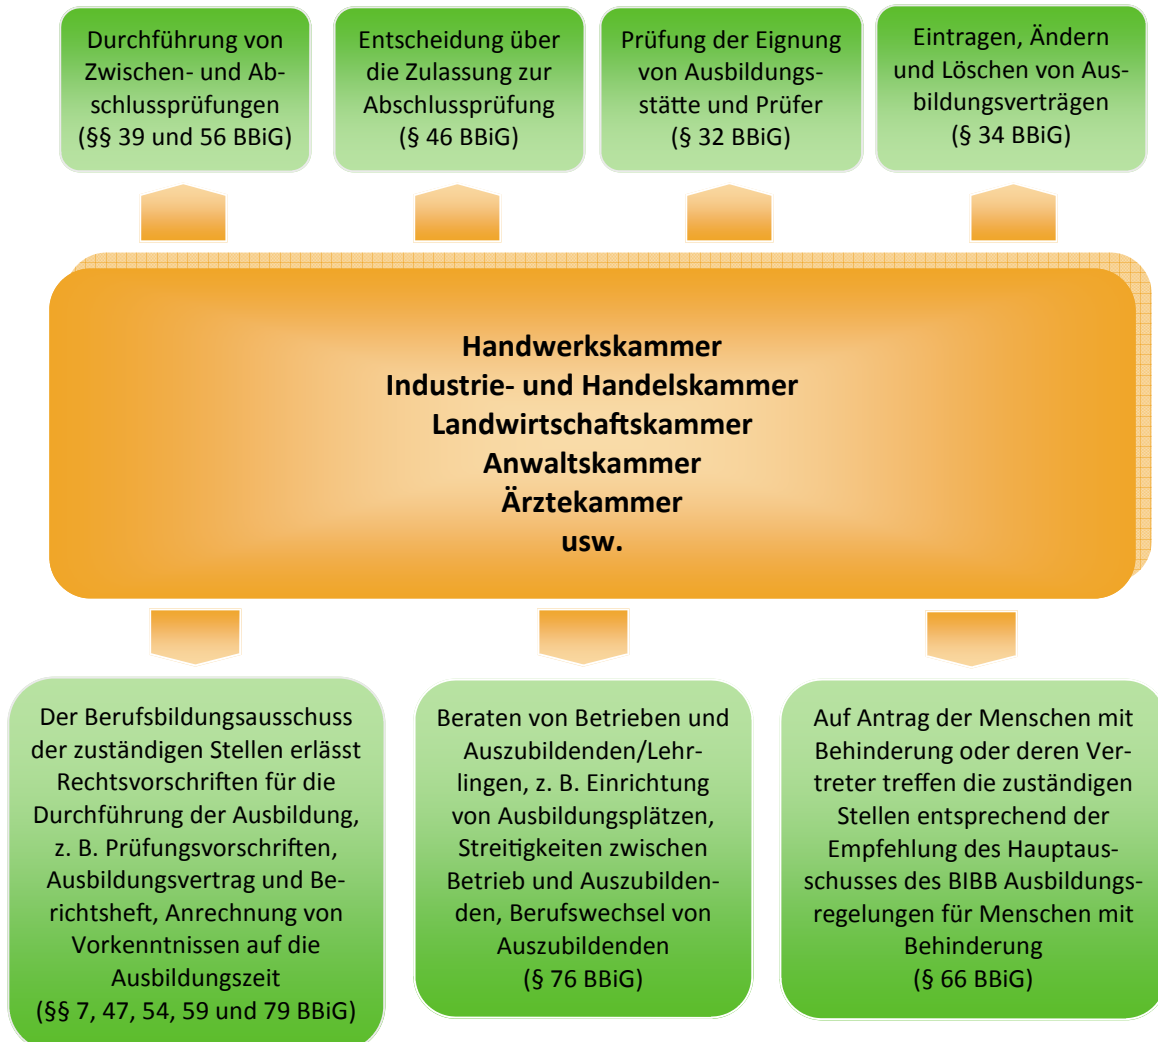 Durchführung von
Zwischen- und Ab-
schlussprüfungen
(§§ 39 und 56 BBiG)
Entscheidung über
die Zulassung zur
Abschlussprüfung
(§ 46 BBiG)
Prüfung der Eignung
von Ausbildungs-
stätte und Prüfer
(§ 32 BBiG)
Eintragen, Ändern
und Löschen von Aus-
bildungsverträgen
(§ 34 BBiG)
Handwerkskammer
Industrie- und Handelskammer
Landwirtschaftskammer
Anwaltskammer
Ärztekammer
usw.
Der Berufsbildungsausschuss
der zuständigen Stellen erlässt
Rechtsvorschriften für die
Durchführung der Ausbildung,
z. B. Prüfungsvorschriften,
Ausbildungsvertrag und Be-
richtsheft, Anrechnung von
Vorkenntnissen auf die
Ausbildungszeit
(§§ 7, 47, 54, 59 und 79 BBiG)
Beraten von Betrieben und
Auszubildenden/Lehr-
lingen, z. B. Einrichtung
von Ausbildungsplätzen,
Streitigkeiten zwischen
Betrieb und Auszubilden-
den, Berufswechsel von
Auszubildenden
(§ 76 BBiG)
Auf Antrag der Menschen mit
Behinderung oder deren Ver-
treter treffen die zuständigen
Stellen entsprechend der
Empfehlung des Hauptaus-
schusses des BIBB Ausbildungs-
regelungen für Menschen mit
Behinderung
(§ 66 BBiG)